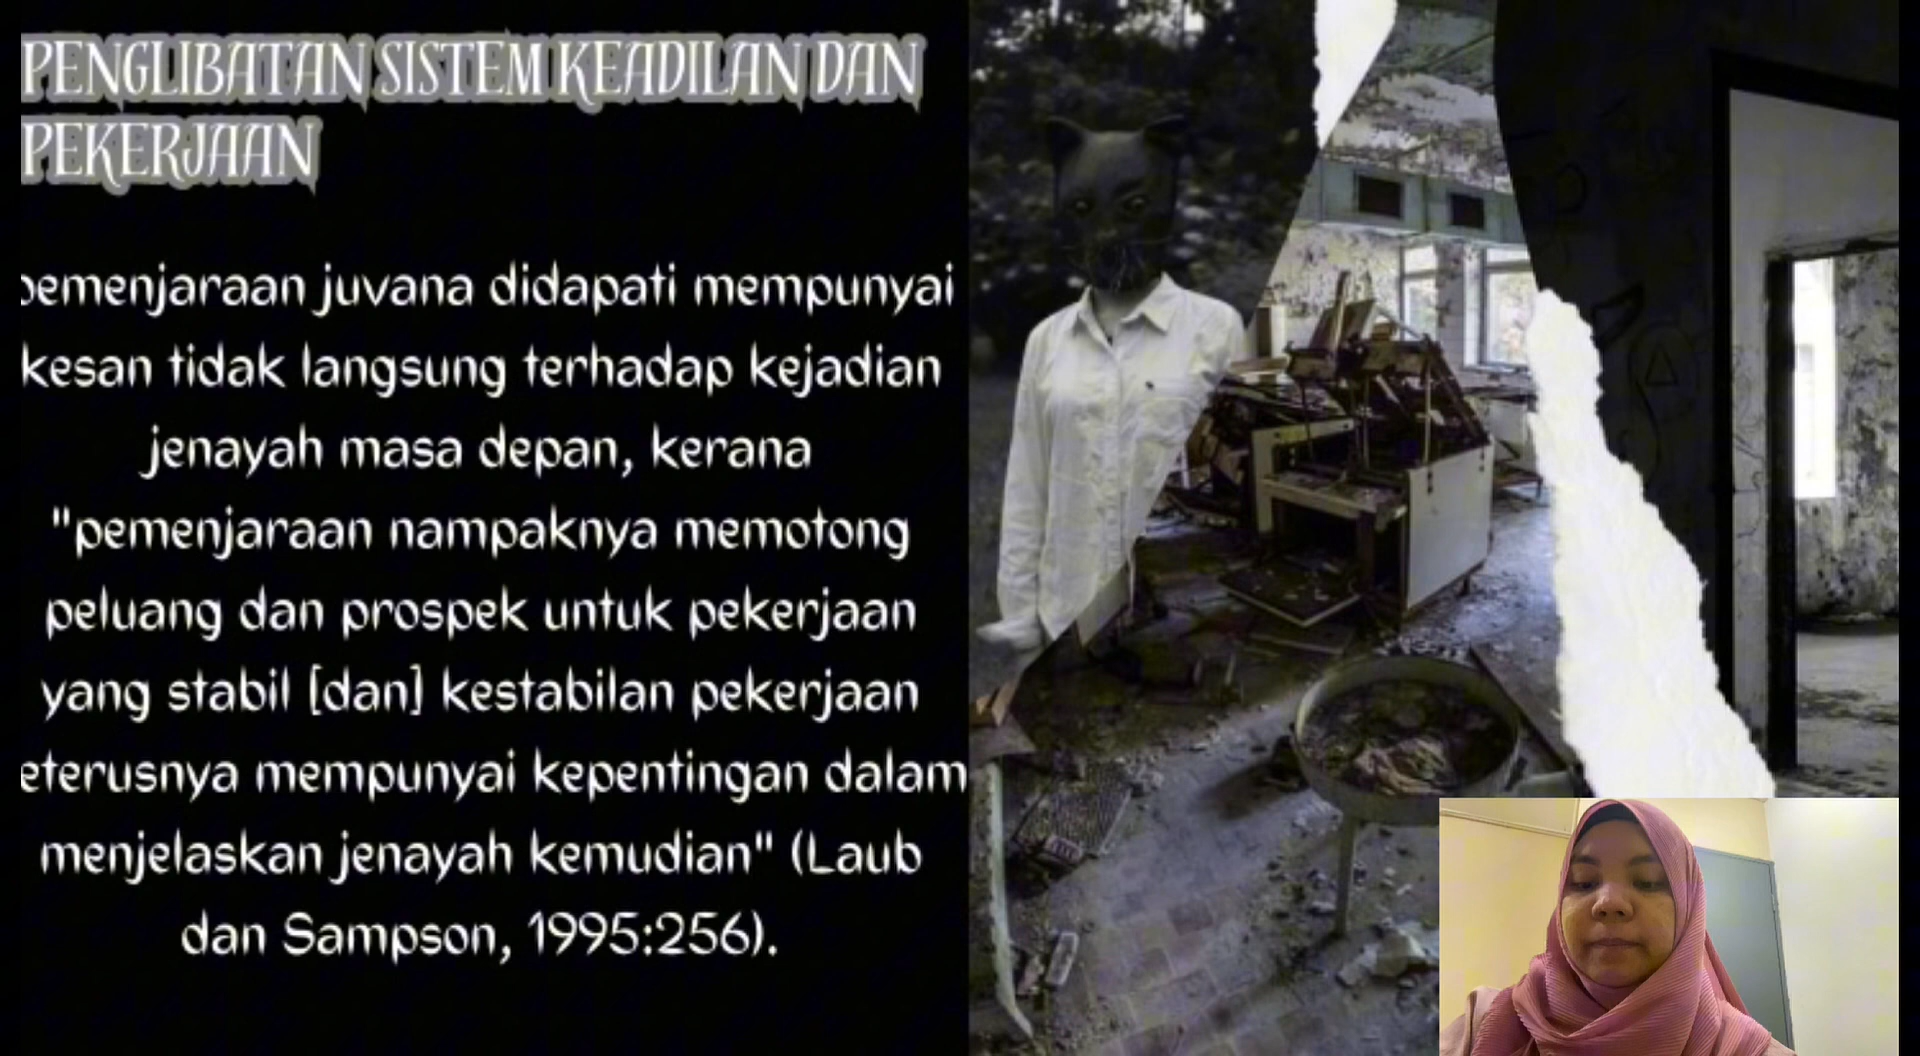 PENGLIBATAN SISTEM KEADILAN DAN
PEKERJAAN
pemenjaraan juvana didapati mempunyai
kesan tidak langsung terhadap kejadian
jenayah masa depan, kerana
"pemenjaraan nampaknya memotong
peluang dan prospek untuk pekerjaan
yang stabil [dan] kestabilan pekerjaan
eterusnya mempunyai kepentingan dalam
menjelaskan jenayah kemudian" (Laub
dan Sampson, 1995:256).